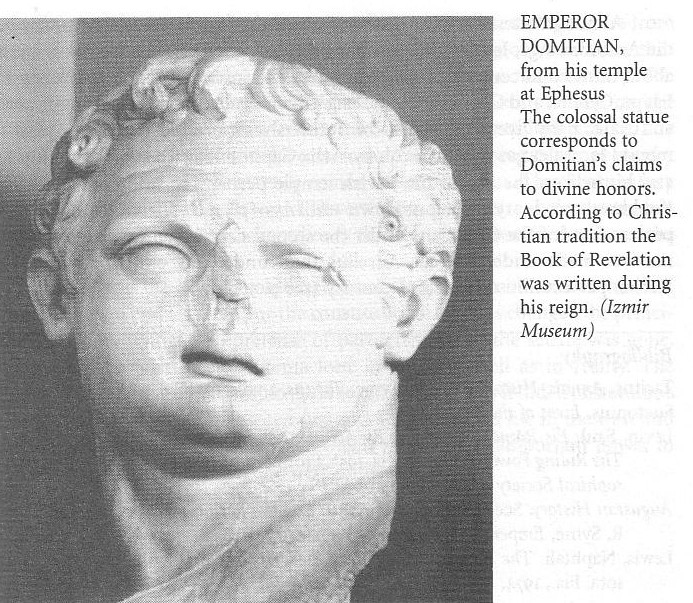 EMPEROR
DOMITIAN,
from his temple
at Ephesus
The colossal statue
corresponds to
Domitian's claims
to divine honors.
According to Chris-
tian tradition the
Book of Revelation
was written during
his reign. (Izmir
Museum)